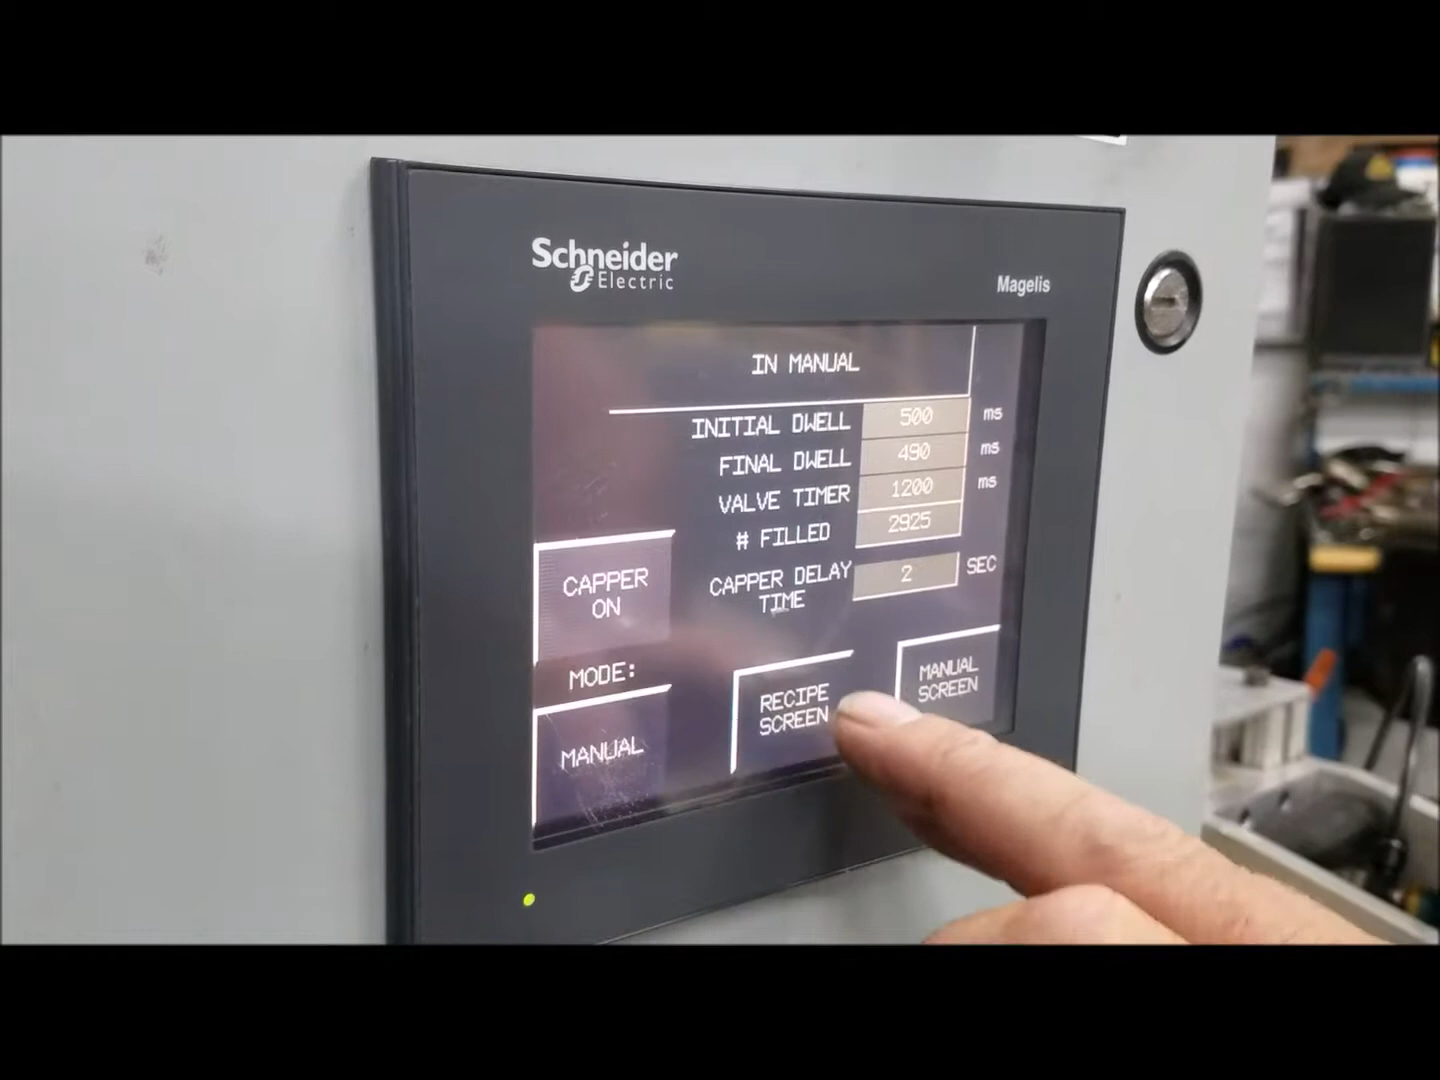 Schneider
Electric
Magelis
IN MANUAL
INITIAL DWELL 500 ms
FINAL DWELL 490 ms
VALVE TIMER 1200 ms
# FILLED 2925
CAPPER DELAY TIME 2 SEC
CAPPER
ON
MODE:
MANUAL
RECIPE
SCREEN
MANUAL
SCREEN